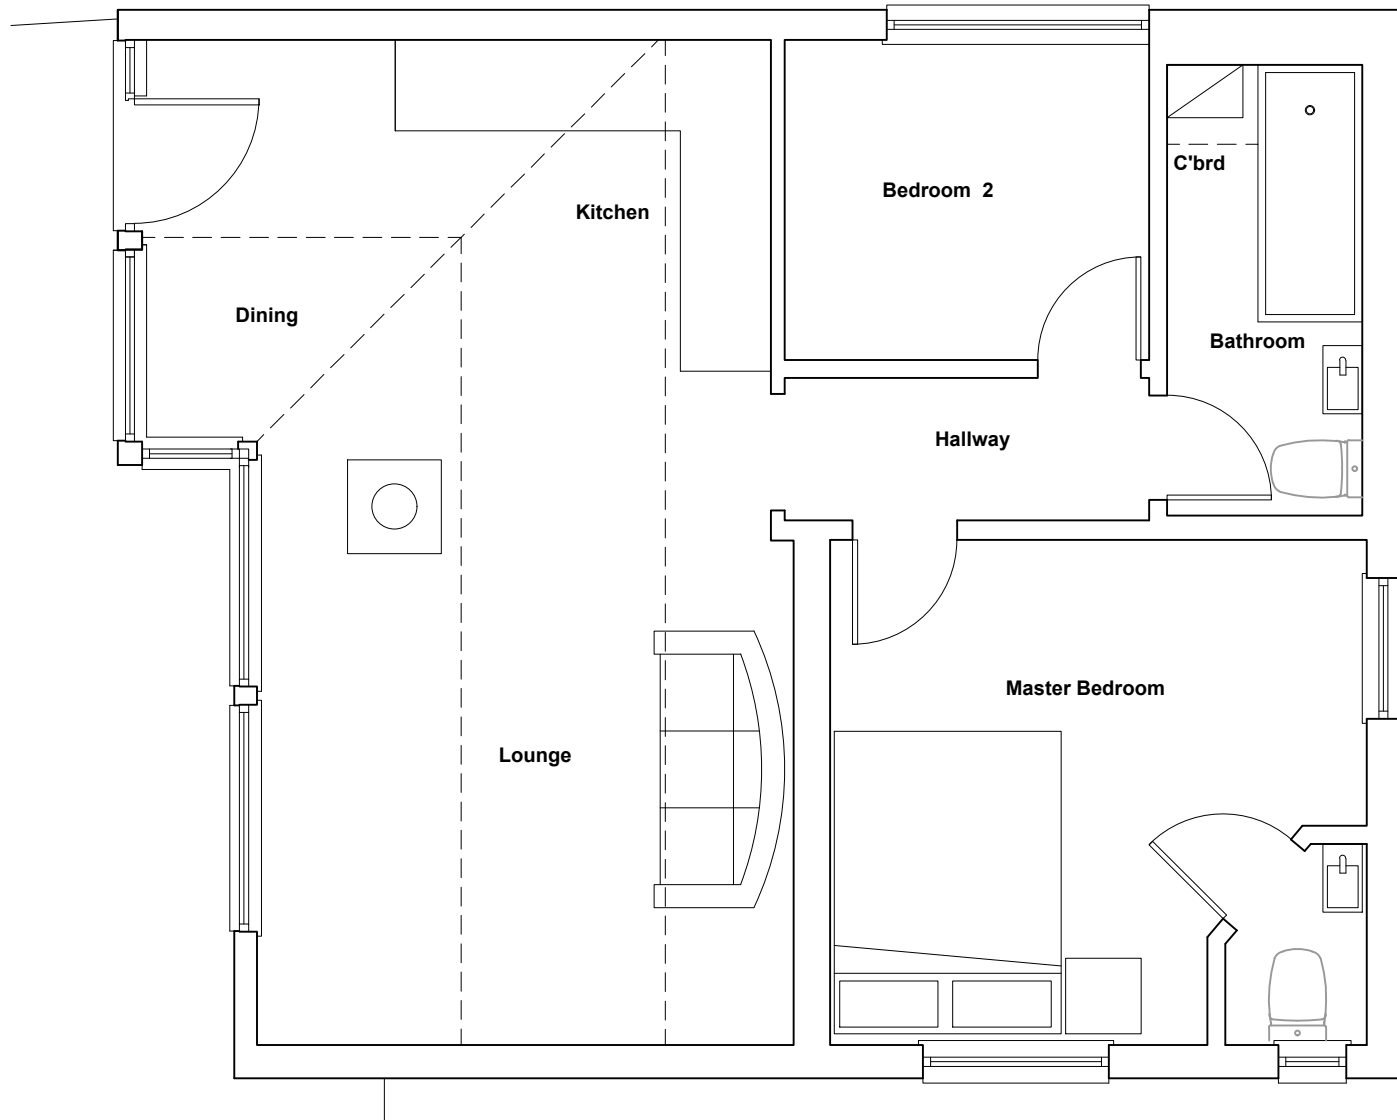 C'brd
Bedroom 2
Kitchen
Dining
Bathroom
Hallway
Master Bedroom
Lounge